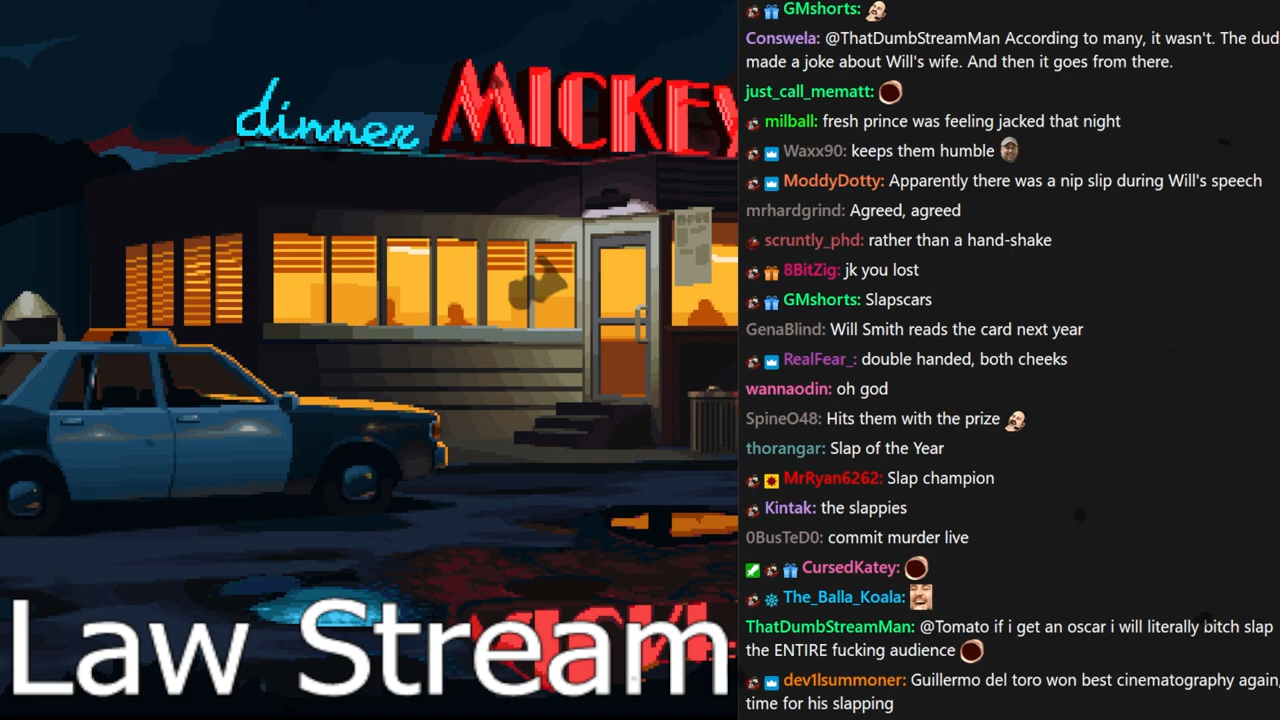 dinner MICKEY
Law Stream
GMshorts:
Conswela: @ThatDumbStreamMan According to many, it wasn't. The dud
made a joke about Will's wife. And then it goes from there.
just_call_mematt:
milball: fresh prince was feeling jacked that night
Waxx90: keeps them humble
ModdyDotty: Apparently there was a nip slip during Will's speech
mrhardgrind: Agreed, agreed
scruntly_phd: rather than a hand-shake
8BitZig: jk you lost
GMshorts: Slapscars
GenaBlind: Will Smith reads the card next year
RealFear_: double handed, both cheeks
wannaodin: oh god
SpineO48: Hits them with the prize
thorangar: Slap of the Year
MrRyan6262: Slap champion
Kintak: the slappies
0BusTeD0: commit murder live
CursedKatey:
The_Balla_Koala:
ThatDumbStreamMan: @Tomato if i get an oscar i will literally bitch slap
the ENTIRE fucking audience
dev1lsummoner: Guillermo del toro won best cinematography again,
time for his slapping